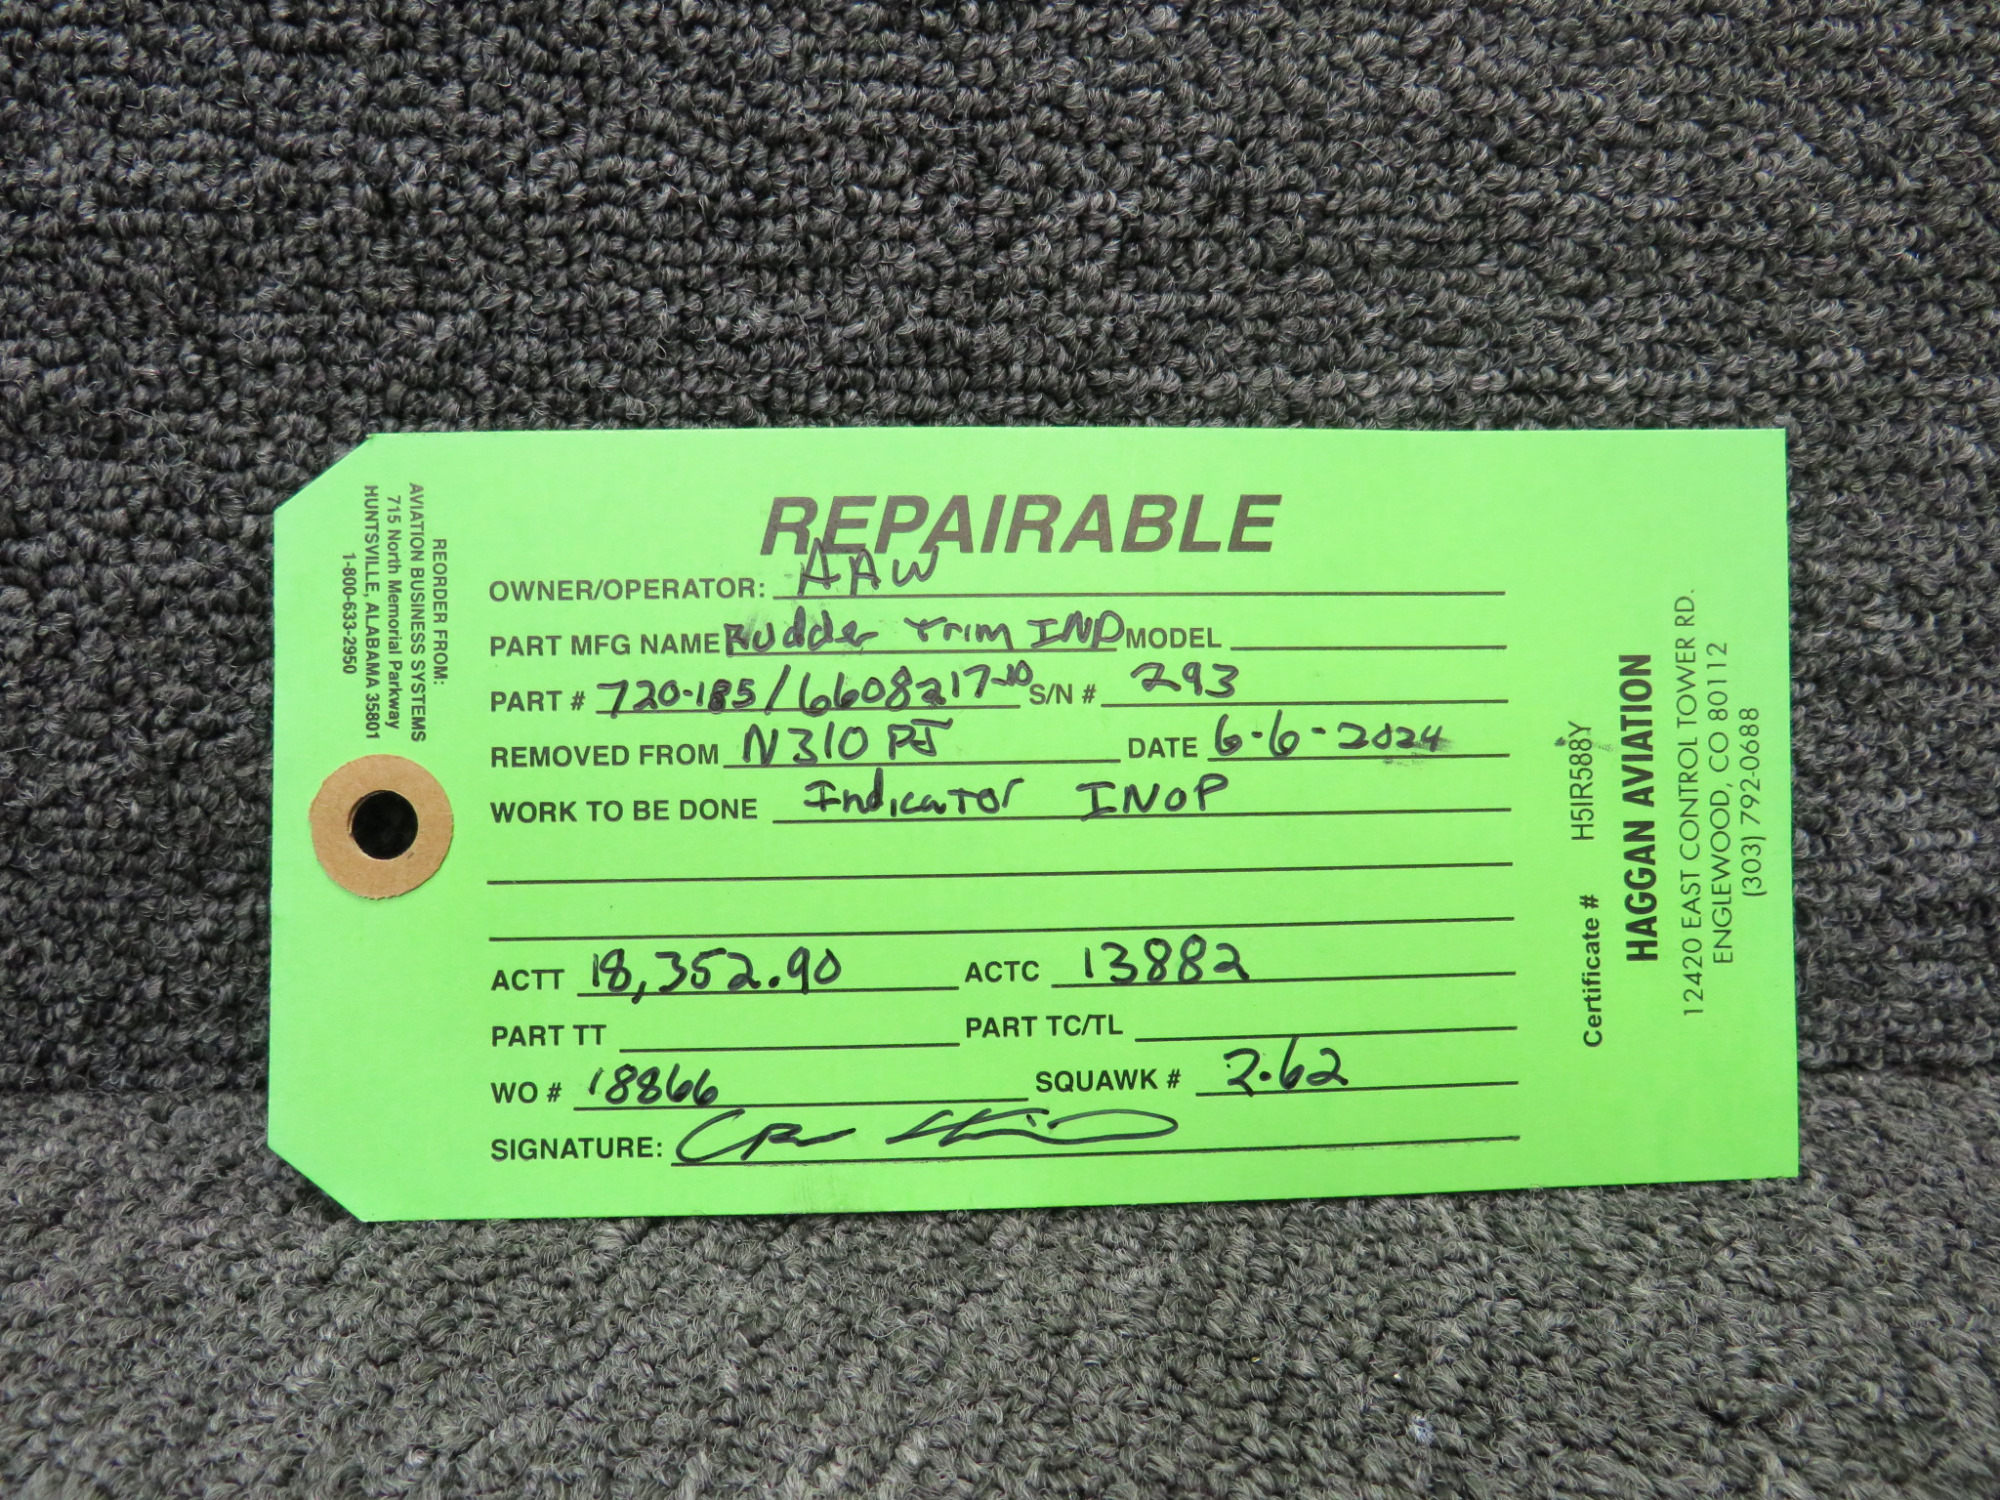 REORDER FROM:
AVIATION BUSINESS SYSTEMS
715 North Memorial Parkway
HUNTSVILLE, ALABAMA 35801
1-800-633-2950
REPAIRABLE
OWNER/OPERATOR: AAW
PART MFG NAME Rudder Trim IND MODEL
PART # 720-185/6608217-10 S/N # 293
REMOVED FROM N310PJ DATE 6-6-2024
WORK TO BE DONE Indicator INOP
ACTT 18,352.90 ACTC 13882
PART TT PART TC/TL
WO # 18866 SQUAWK # 2.62
SIGNATURE:
Certificate # H5IR588Y
HAGGAN AVIATION
12420 EAST CONTROL TOWER RD.
ENGLEWOOD, CO 80112
(303) 792-0688